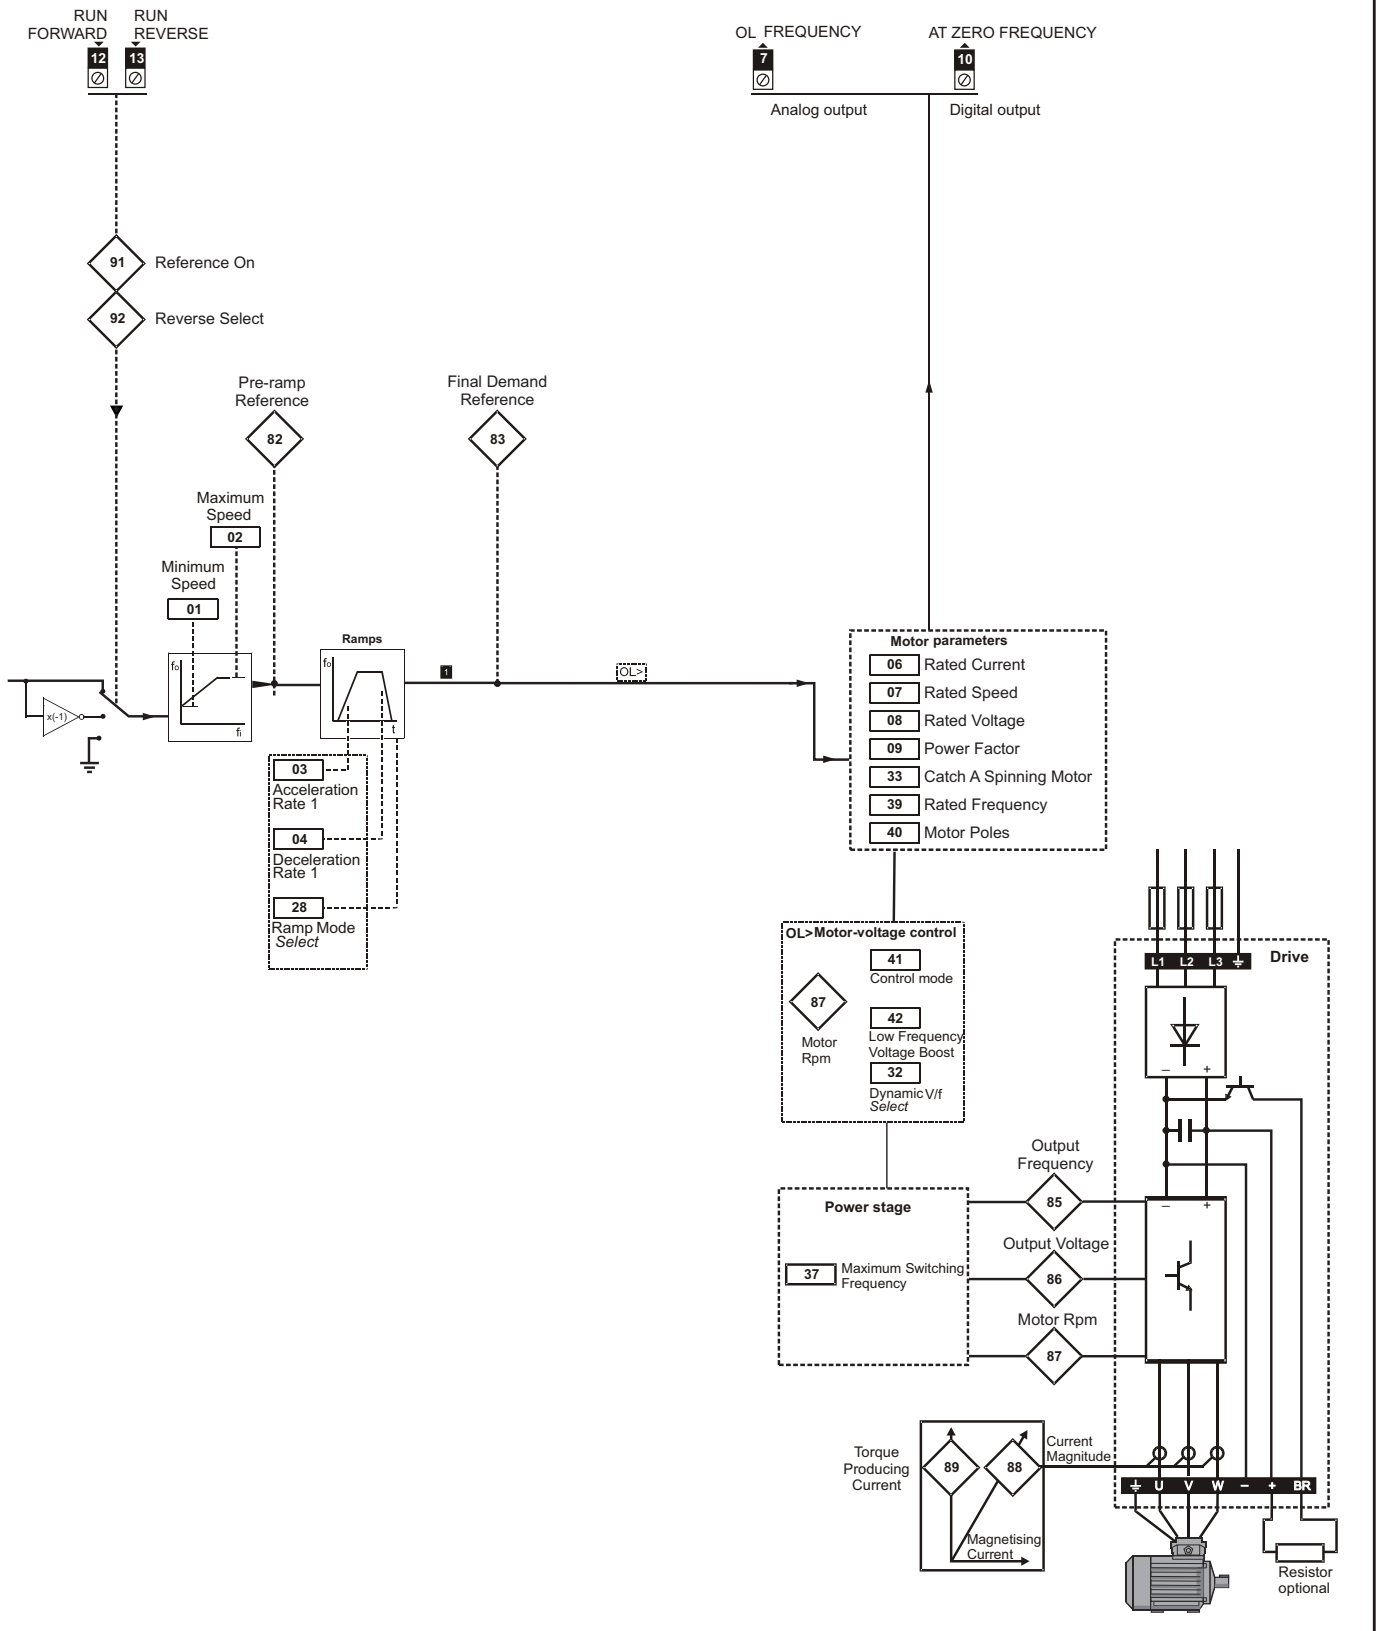 RUN FORWARD
RUN REVERSE
12
13
OL FREQUENCY
AT ZERO FREQUENCY
7
10
Analog output
Digital output
91
Reference On
92
Reverse Select
Pre-ramp
Reference
82
Final Demand
Reference
83
Maximum
Speed
02
Minimum
Speed
01
Ramps
fo
fi
x(-1)
fo
t
1
OL>
03
Acceleration
Rate 1
04
Deceleration
Rate 1
28
Ramp Mode
Select
Motor parameters
06 Rated Current
07 Rated Speed
08 Rated Voltage
09 Power Factor
33 Catch A Spinning Motor
39 Rated Frequency
40 Motor Poles
OL>Motor-voltage control
41
Control mode
87
Motor
Rpm
42
Low Frequency
Voltage Boost
32
Dynamic V/f
Select
L1 L2 L3
Drive
– +
Power stage
37
Maximum Switching
Frequency
Output
Frequency
85
Output Voltage
86
Motor Rpm
87
– +
Torque
Producing
Current
89
88
Current
Magnitude
Magnetising
Current
U V W – + BR
Resistor
optional